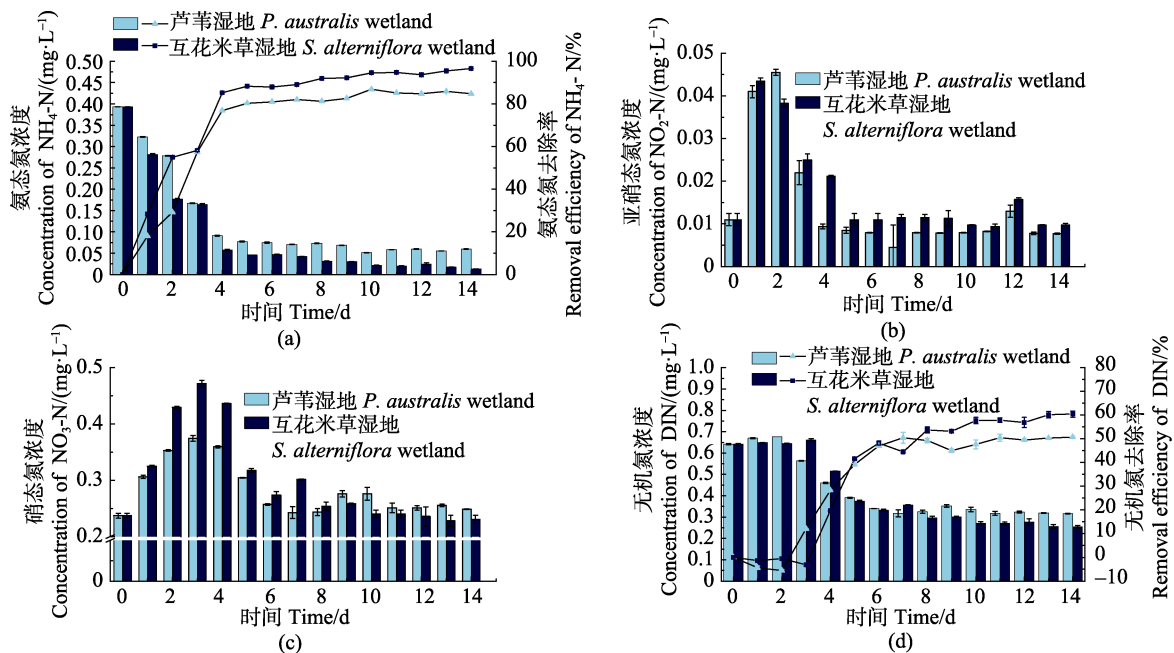 芦苇湿地 P. australis wetland
互花米草湿地 S. alterniflora wetland
氨态氮浓度
Concentration of NH₄-N/(mg·L⁻¹)
0.50
0.45
0.40
0.35
0.30
0.25
0.20
0.15
0.10
0.05
0
100
80
60
40
20
0
氨态氮去除率
Removal efficiency of NH₄- N/%
0 2 4 6 8 10 12 14
时间 Time/d
(a)
亚硝态氮浓度
Concentration of NO₂-N/(mg·L⁻¹)
0.05
0.04
0.03
0.02
0.01
0
芦苇湿地 P. australis wetland
互花米草湿地
S. alterniflora wetland
0 2 4 6 8 10 12 14
时间 Time/d
(b)
硝态氮浓度
Concentration of NO₃-N/(mg·L⁻¹)
0.5
0.4
0.3
0.2
0
芦苇湿地 P. australis wetland
互花米草湿地
S. alterniflora wetland
0 2 4 6 8 10 12 14
时间 Time/d
(c)
无机氮浓度
Concentration of DIN/(mg·L⁻¹)
1.0
0.9
0.8
0.7
0.6
0.5
0.4
0.3
0.2
0.1
0
芦苇湿地 P. australis wetland
互花米草湿地
S. alterniflora wetland
80
70
60
50
40
30
20
10
0
–10
无机氮去除率
Removal efficiency of DIN/%
0 2 4 6 8 10 12 14
时间 Time/d
(d)